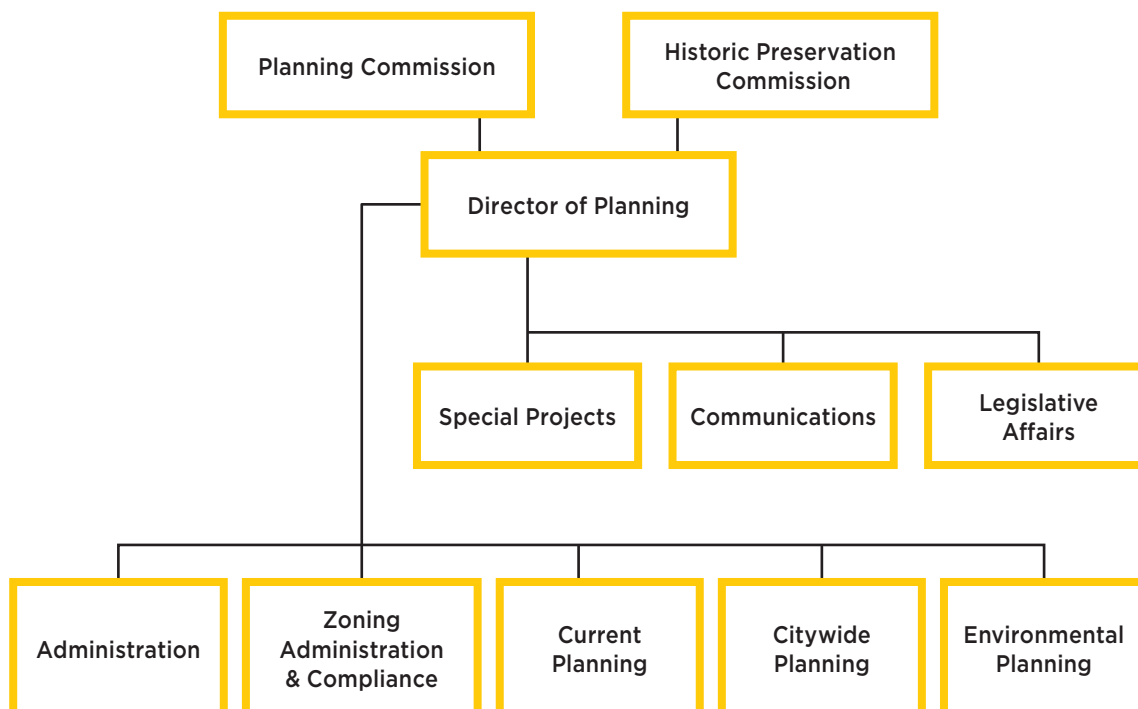 Planning Commission
Historic Preservation
Commission
Director of Planning
Special Projects
Communications
Legislative
Affairs
Administration
Zoning
Administration
& Compliance
Current
Planning
Citywide
Planning
Environmental
Planning